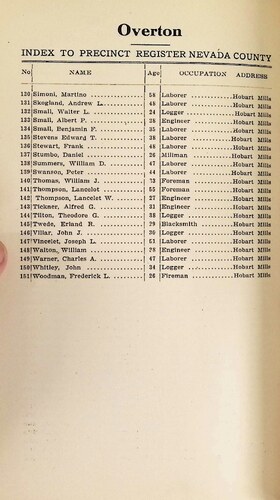 Overton
INDEX TO PRECINCT REGISTER NEVADA COUNTY
No NAME Age OCCUPATION ADDRESS
130 Simoni, Martino 58 Laborer Hobart Mills
131 Skogland, Andrew L. 48 Laborer Hobart Mills
132 Small, Walter L. 24 Logger Hobart Mills
133 Small, Albert F. 28 Engineer Hobart Mills
134 Small, Benjamin F. 35 Laborer Hobart Mills
135 Stevens Edward T. 38 Laborer Hobart Mills
136 Stewart, Frank 48 Laborer Hobart Mills
137 Stumbo, Daniel 26 Millman Hobart Mills
138 Summers, William D. 47 Laborer Hobart Mills
139 Swanson, Peter 44 Laborer Hobart Mills
140 Thomas, William J. 72 Foreman Hobart Mills
141 Thompson, Lancelot 55 Foreman Hobart Mills
142 Thompson, Lancelot W. 27 Engineer Hobart Mills
143 Tickner, Alfred G. 31 Engineer Hobart Mills
144 Tilton, Theodore G. 38 Logger Hobart Mills
145 Twede, Erland R. 79 Blacksmith Hobart Mills
146 Villar, John J. 30 Logger Hobart Mills
147 Vincelet, Joseph L. 51 Laborer Hobart Mills
148 Walton, William 78 Engineer Hobart Mills
149 Warner, Charles A. 47 Laborer Hobart Mills
150 Whitley, John 34 Logger Hobart Mills
151 Woodman, Frederick L. 26 Fireman Hobart Mills